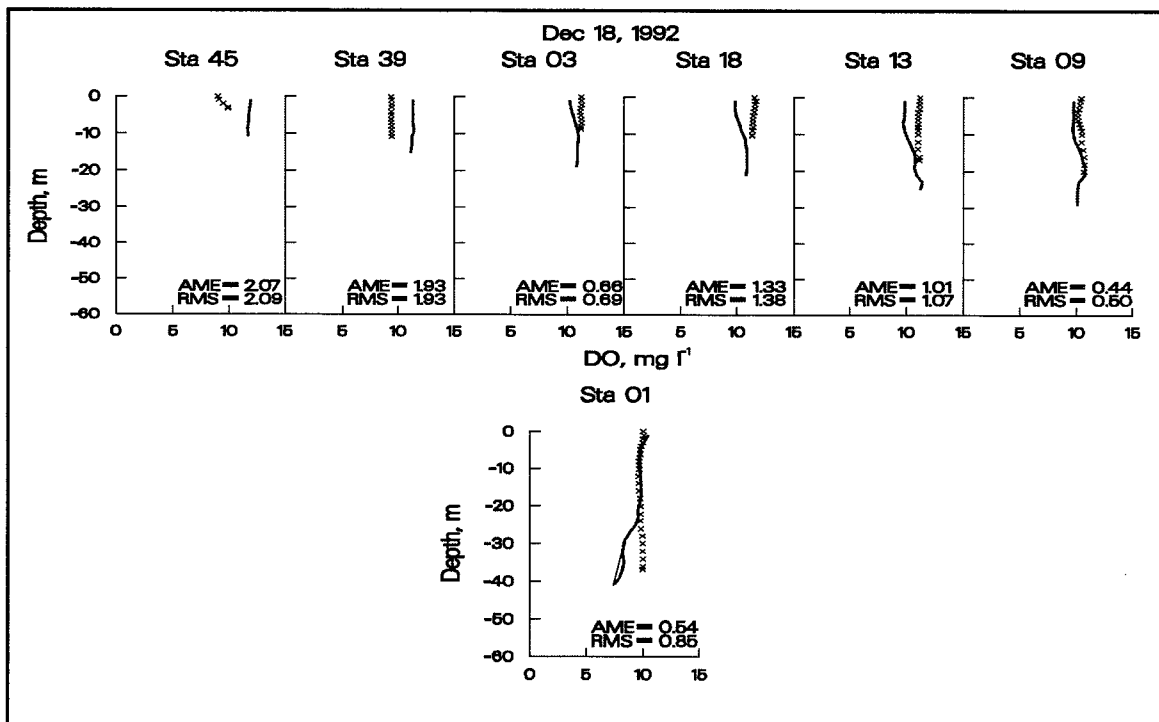 Dec 18, 1992
Sta 45 Sta 39 Sta 03 Sta 18 Sta 13 Sta 09
0
-10
-20
-30
-40
-50
-60
Depth, m
AME = 2.07
RMS = 2.09
AME = 1.93
RMS = 1.93
AME = 0.66
RMS = 0.69
AME = 1.33
RMS = 1.38
AME = 1.01
RMS = 1.07
AME = 0.44
RMS = 0.50
0 5 10 15 5 10 15 5 10 15 5 10 15 5 10 15 5 10 15
DO, mg l⁻¹
Sta 01
0
-10
-20
-30
-40
-50
-60
Depth, m
AME = 0.54
RMS = 0.85
0 5 10 15